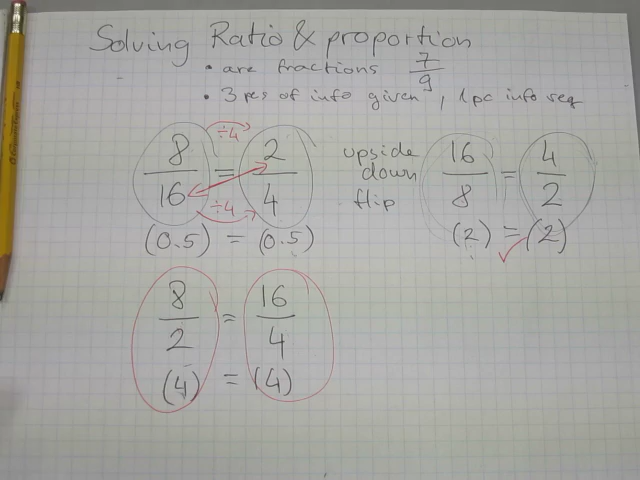 Solving Ratio & proportion
• are fractions 7/9
• 3 pcs of info given, 1 pc info req
8/16 = 2/4
÷4
÷4
(0.5) = (0.5)
upside
down
flip
16/8 = 4/2
(2) = (2)
8/2 = 16/4
(4) = (4)